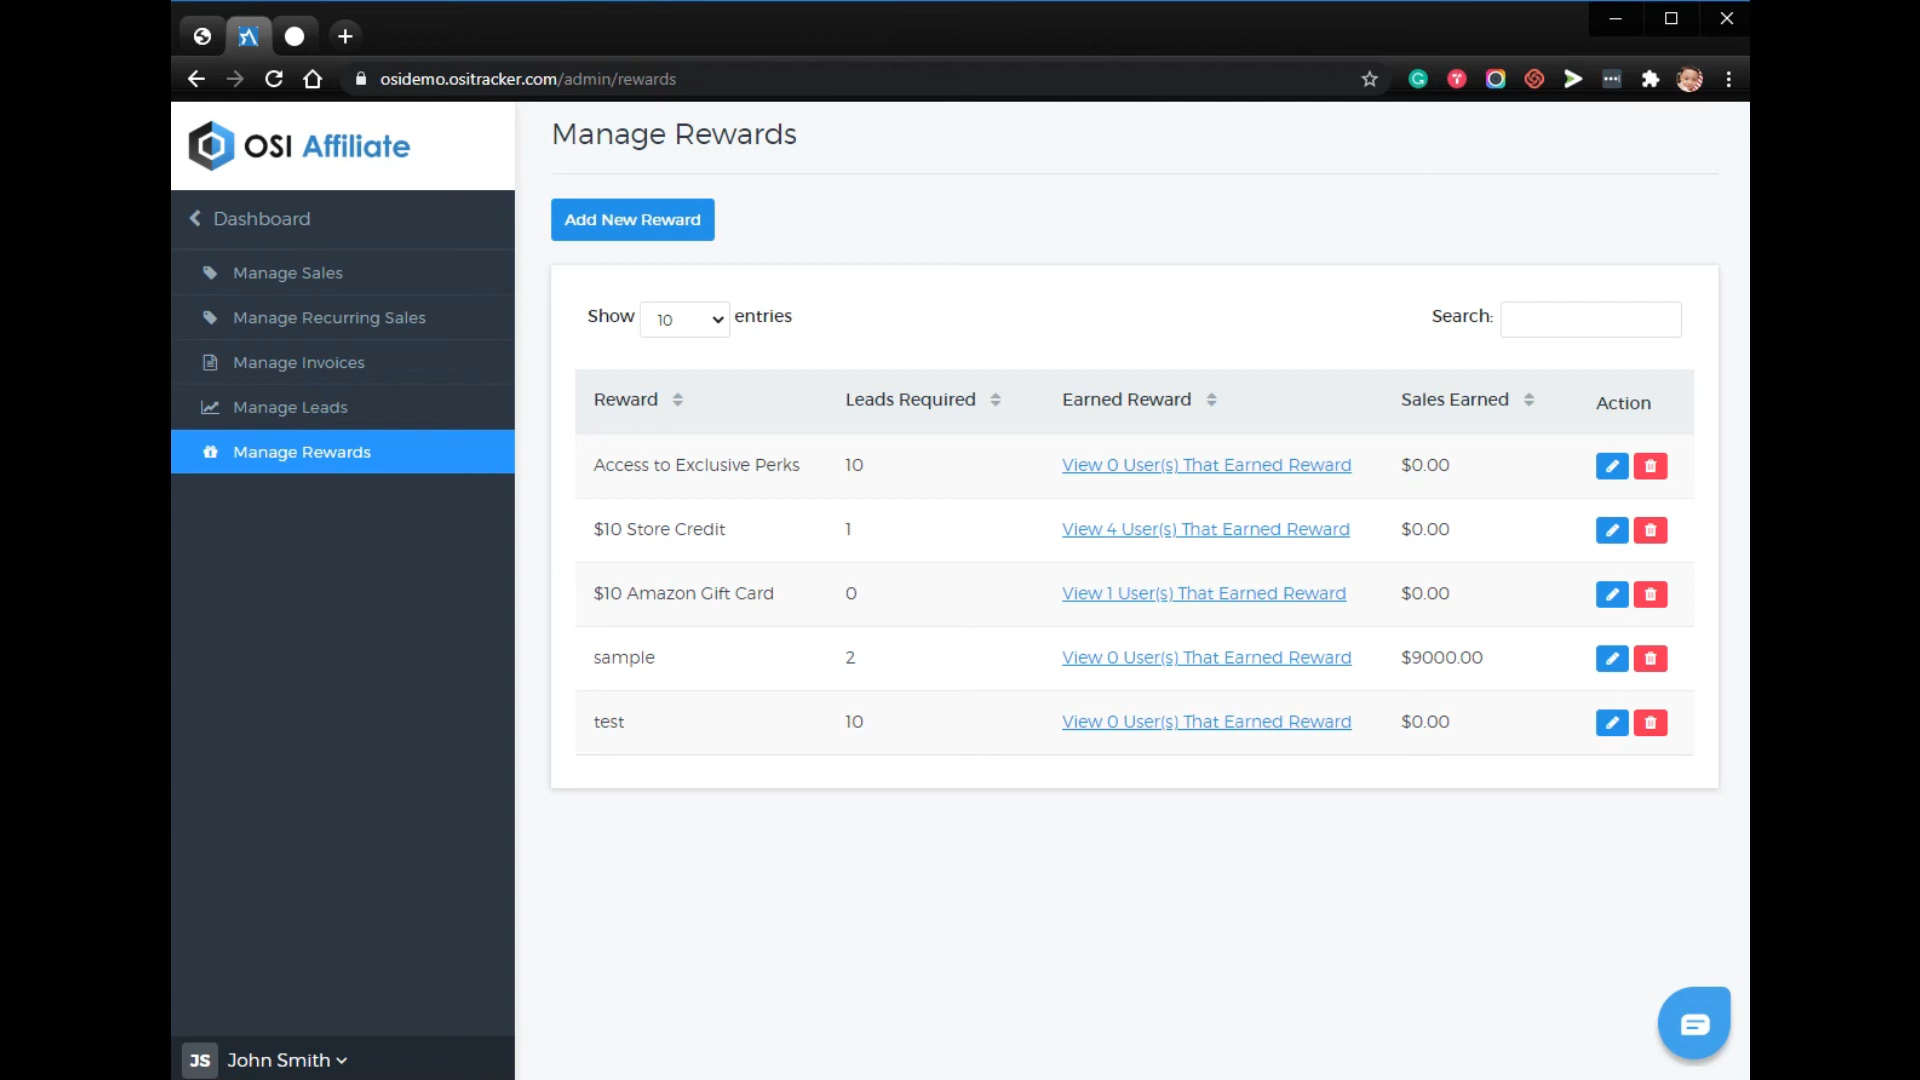 osidemo.ositracker.com/admin/rewards
OSI Affiliate
Dashboard
Manage Sales
Manage Recurring Sales
Manage Invoices
Manage Leads
Manage Rewards
JS John Smith
Manage Rewards
Add New Reward
Show 10 entries Search:
Reward Leads Required Earned Reward Sales Earned Action
Access to Exclusive Perks 10 View 0 User(s) That Earned Reward $0.00
$10 Store Credit 1 View 4 User(s) That Earned Reward $0.00
$10 Amazon Gift Card 0 View 1 User(s) That Earned Reward $0.00
sample 2 View 0 User(s) That Earned Reward $9000.00
test 10 View 0 User(s) That Earned Reward $0.00